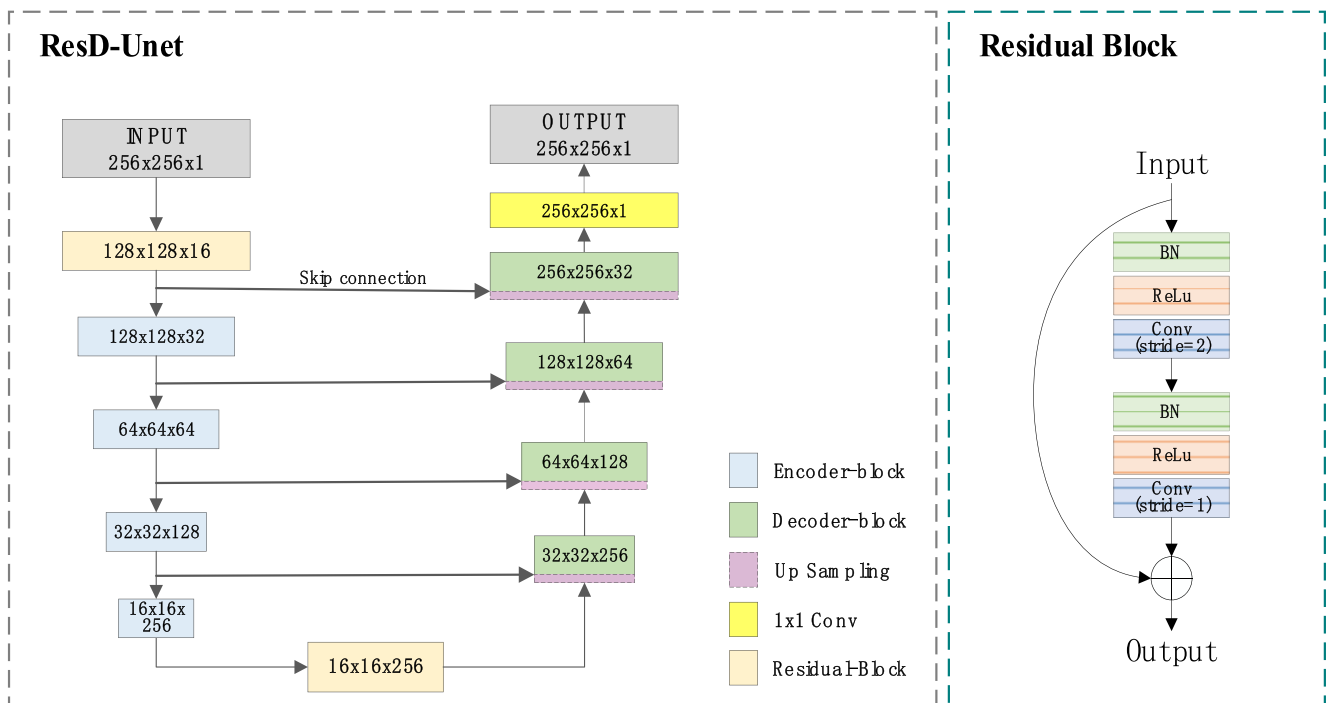 ResD-Unet
INPUT
256x256x1
128x128x16
128x128x32
64x64x64
32x32x128
16x16x
256
16x16x256
Skip connection
OUTPUT
256x256x1
256x256x1
256x256x32
128x128x64
64x64x128
32x32x256
Encoder-block
Decoder-block
Up Sampling
1x1 Conv
Residual-Block
Residual Block
Input
BN
ReLu
Conv
(stride=2)
BN
ReLu
Conv
(stride=1)
Output